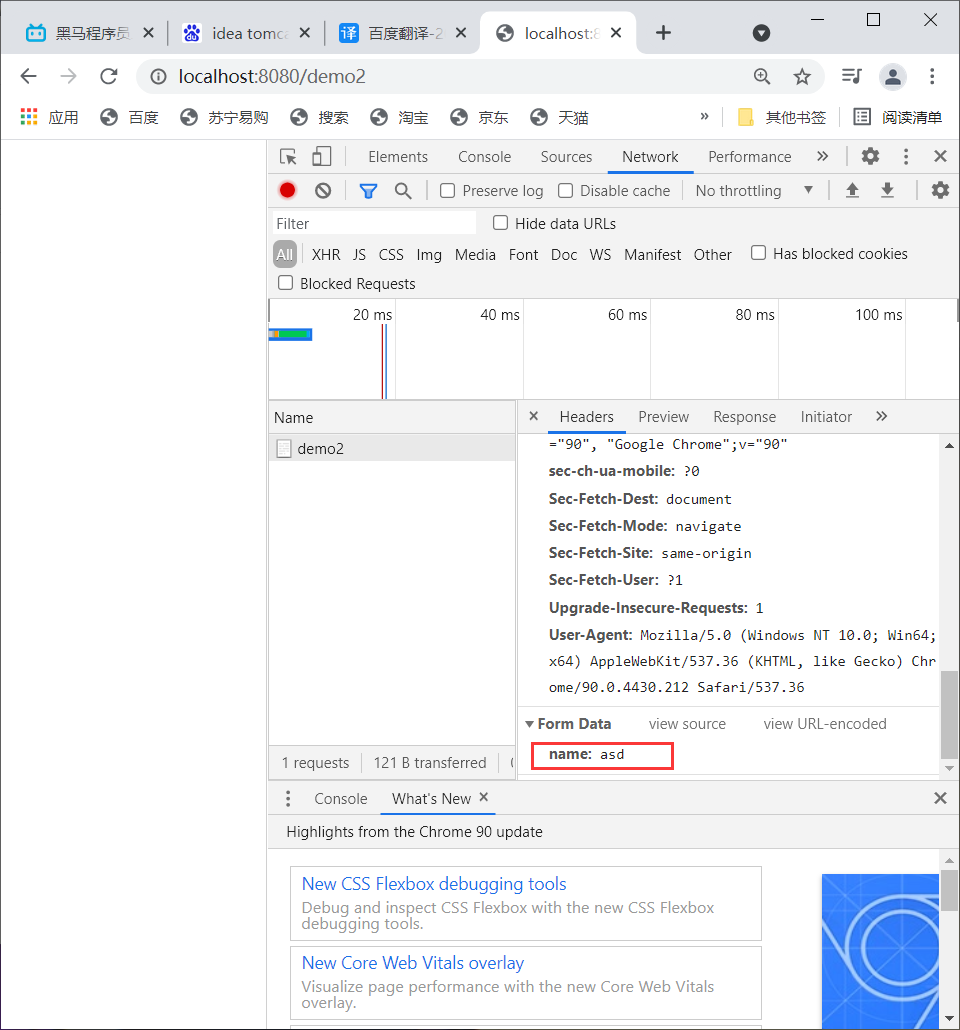 黑马程序员
idea tomca
译 百度翻译-2
localhost:8
localhost:8080/demo2
应用 百度 苏宁易购 搜索 淘宝 京东 天猫 » 其他书签 阅读清单
Elements Console Sources Network Performance »
Preserve log Disable cache No throttling
Filter Hide data URLs
All XHR JS CSS Img Media Font Doc WS Manifest Other Has blocked cookies
Blocked Requests
20 ms 40 ms 60 ms 80 ms 100 ms
Name
demo2
1 requests 121 B transferred
Headers Preview Response Initiator »
="90", "Google Chrome";v="90"
sec-ch-ua-mobile: ?0
Sec-Fetch-Dest: document
Sec-Fetch-Mode: navigate
Sec-Fetch-Site: same-origin
Sec-Fetch-User: ?1
Upgrade-Insecure-Requests: 1
User-Agent: Mozilla/5.0 (Windows NT 10.0; Win64;
x64) AppleWebKit/537.36 (KHTML, like Gecko) Chr
ome/90.0.4430.212 Safari/537.36
Form Data view source view URL-encoded
name: asd
Console What's New
Highlights from the Chrome 90 update
New CSS Flexbox debugging tools
Debug and inspect CSS Flexbox with the new CSS Flexbox
debugging tools.
New Core Web Vitals overlay
Visualize page performance with the new Core Web Vitals
overlay.